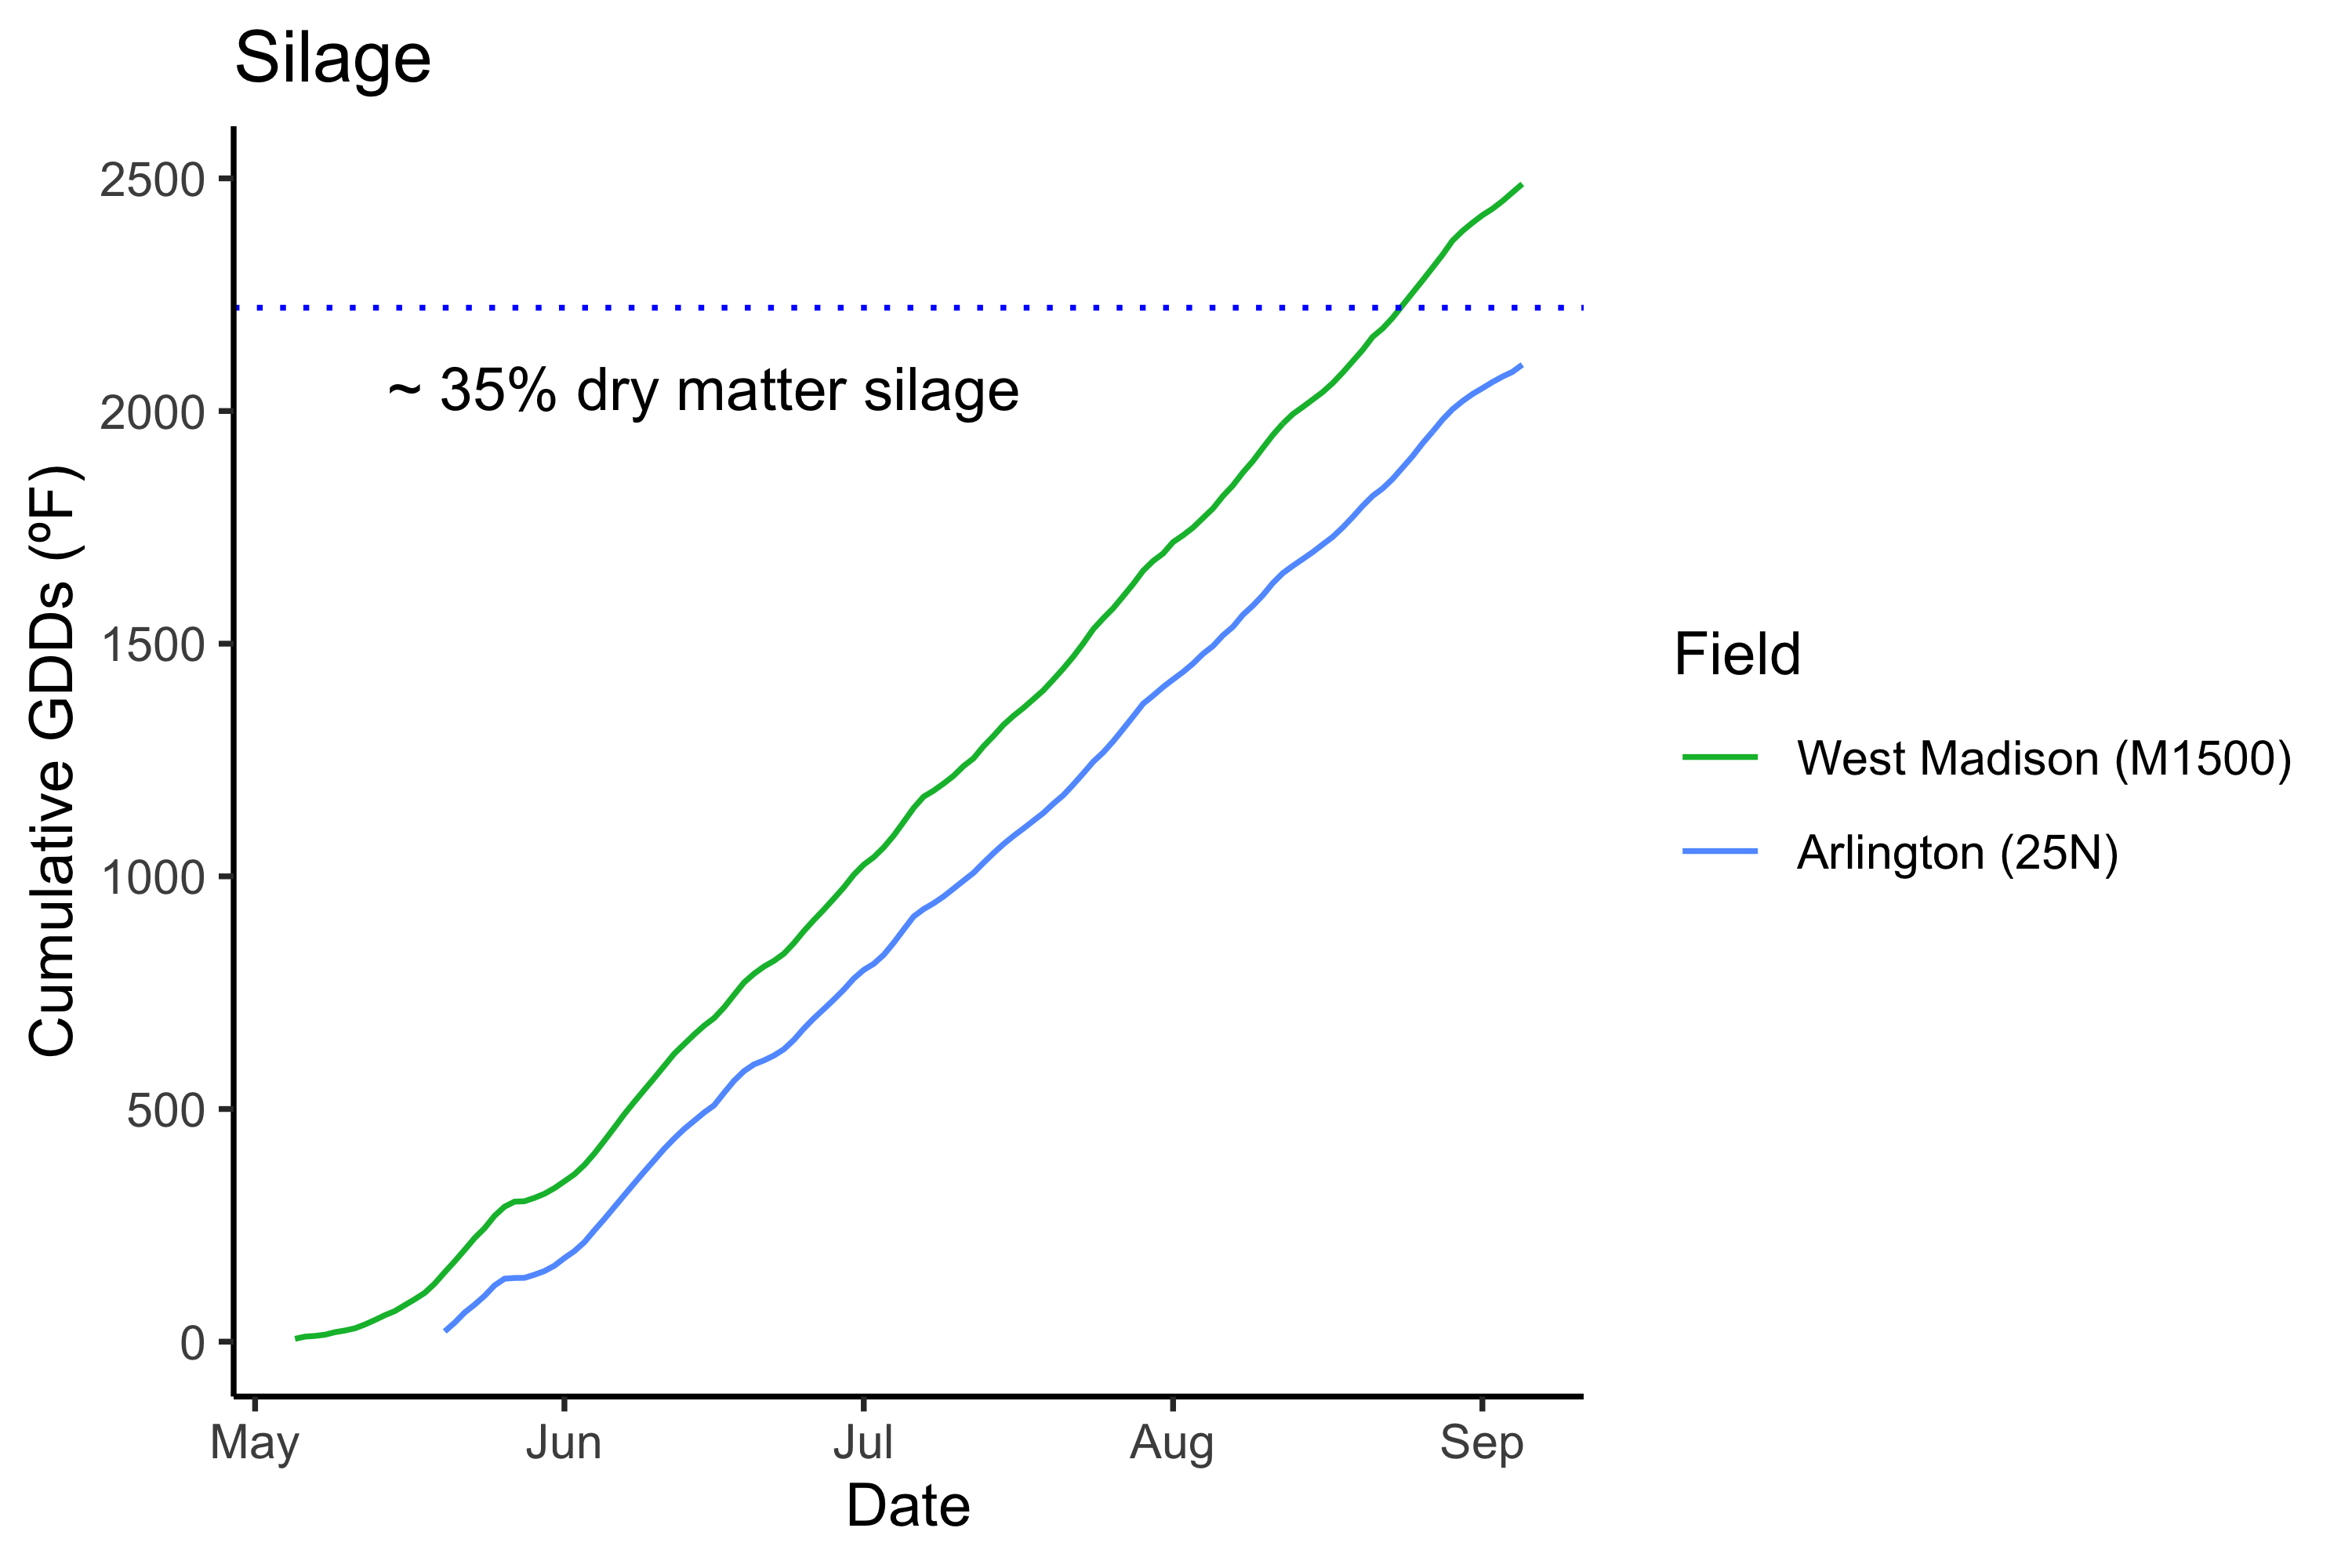 Silage
2500
2000
1500
1000
500
0
Cumulative GDDs (ºF)
~ 35% dry matter silage
May Jun Jul Aug Sep
Date
Field
West Madison (M1500)
Arlington (25N)